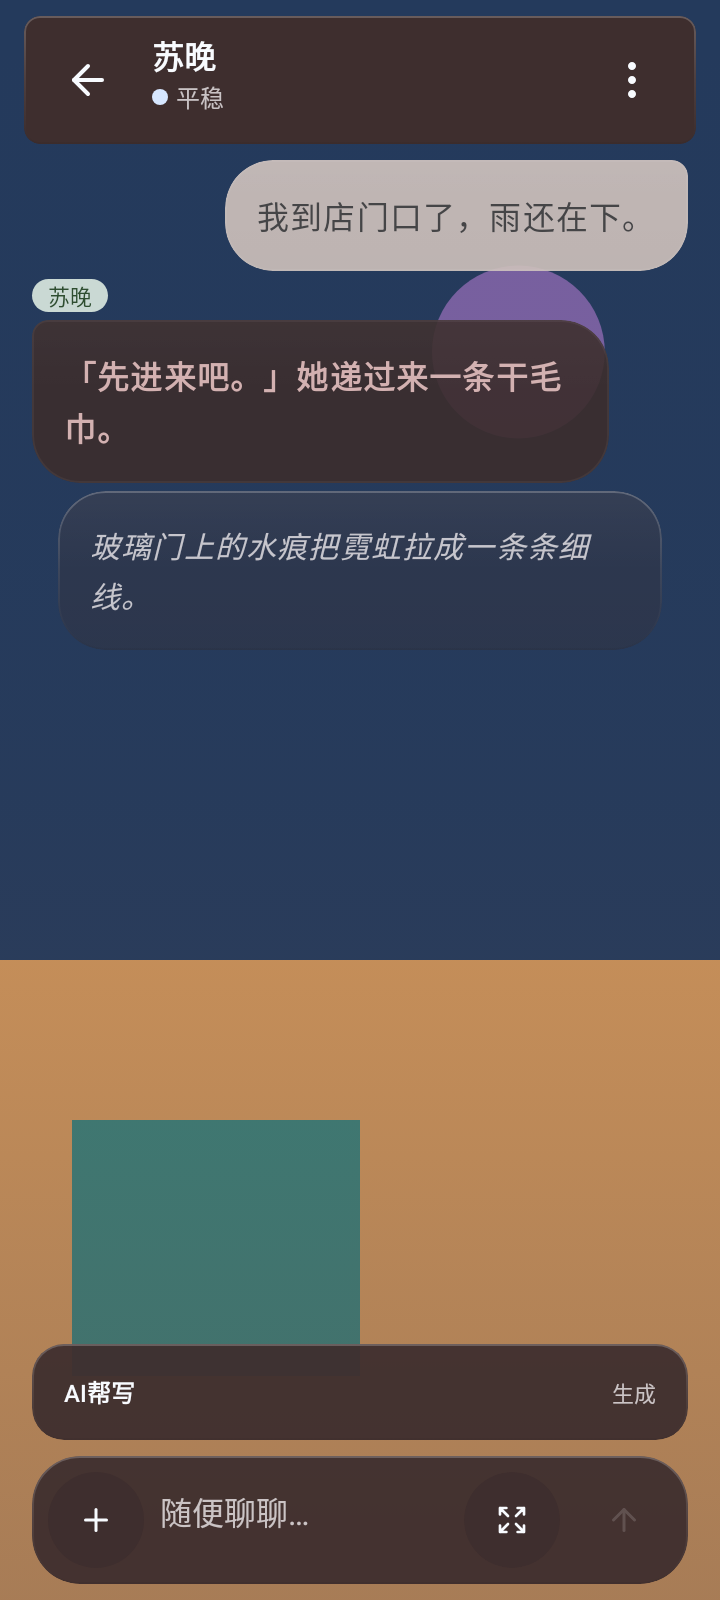 苏晚
平稳
我到店门口了，雨还在下。
苏晚
「先进来吧。」她递过来一条干毛
巾。
玻璃门上的水痕把霓虹拉成一条条细
线。
AI帮写
生成
随便聊聊…